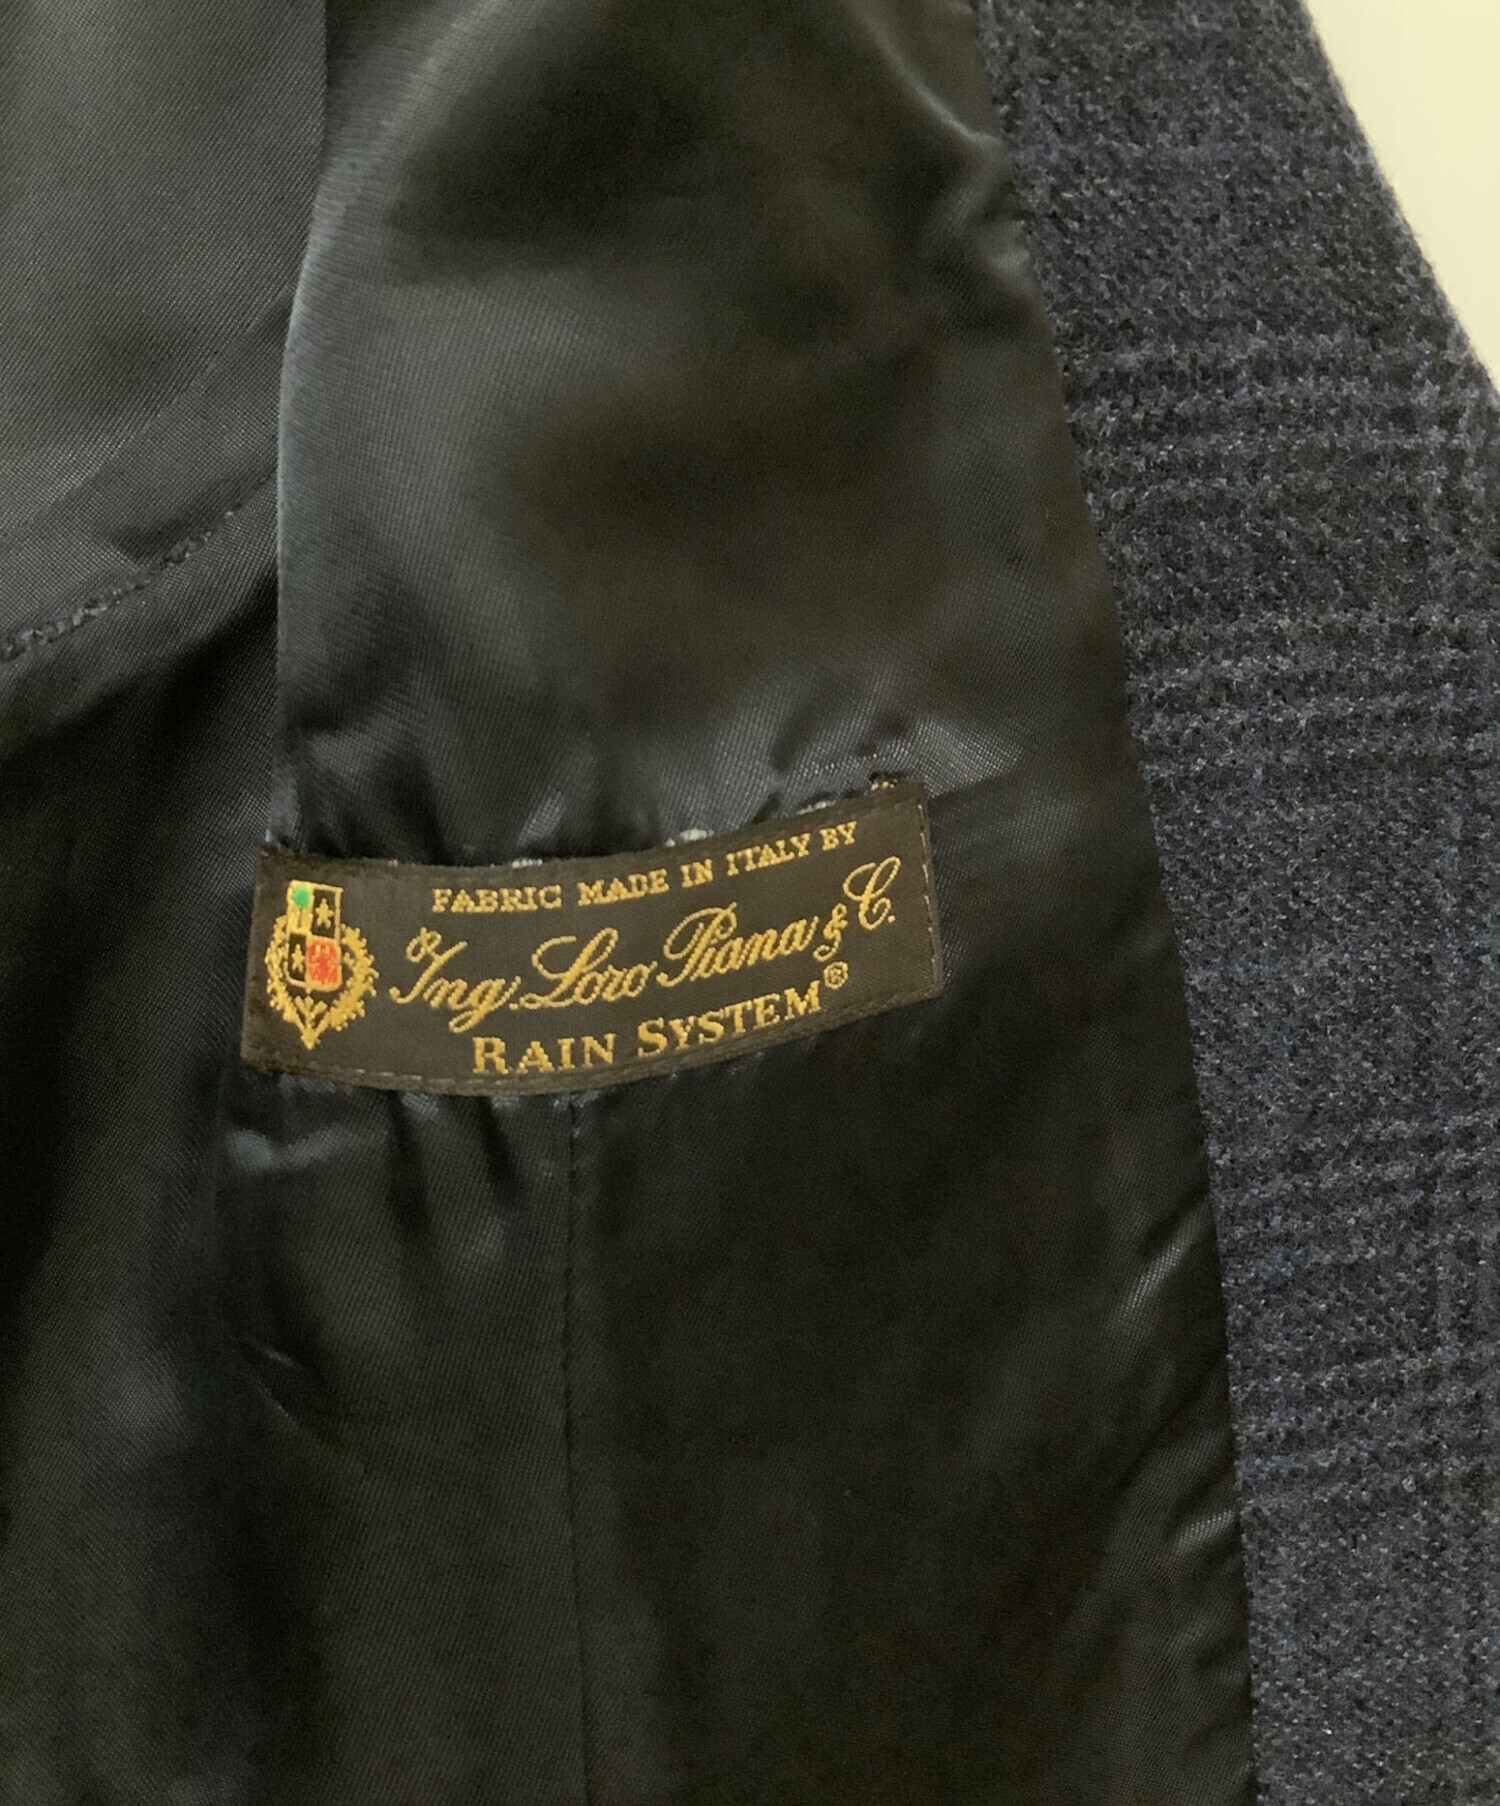 FABRIC MADE IN ITALY BY
Ing. Loro Piana & C.
RAIN SYSTEM®